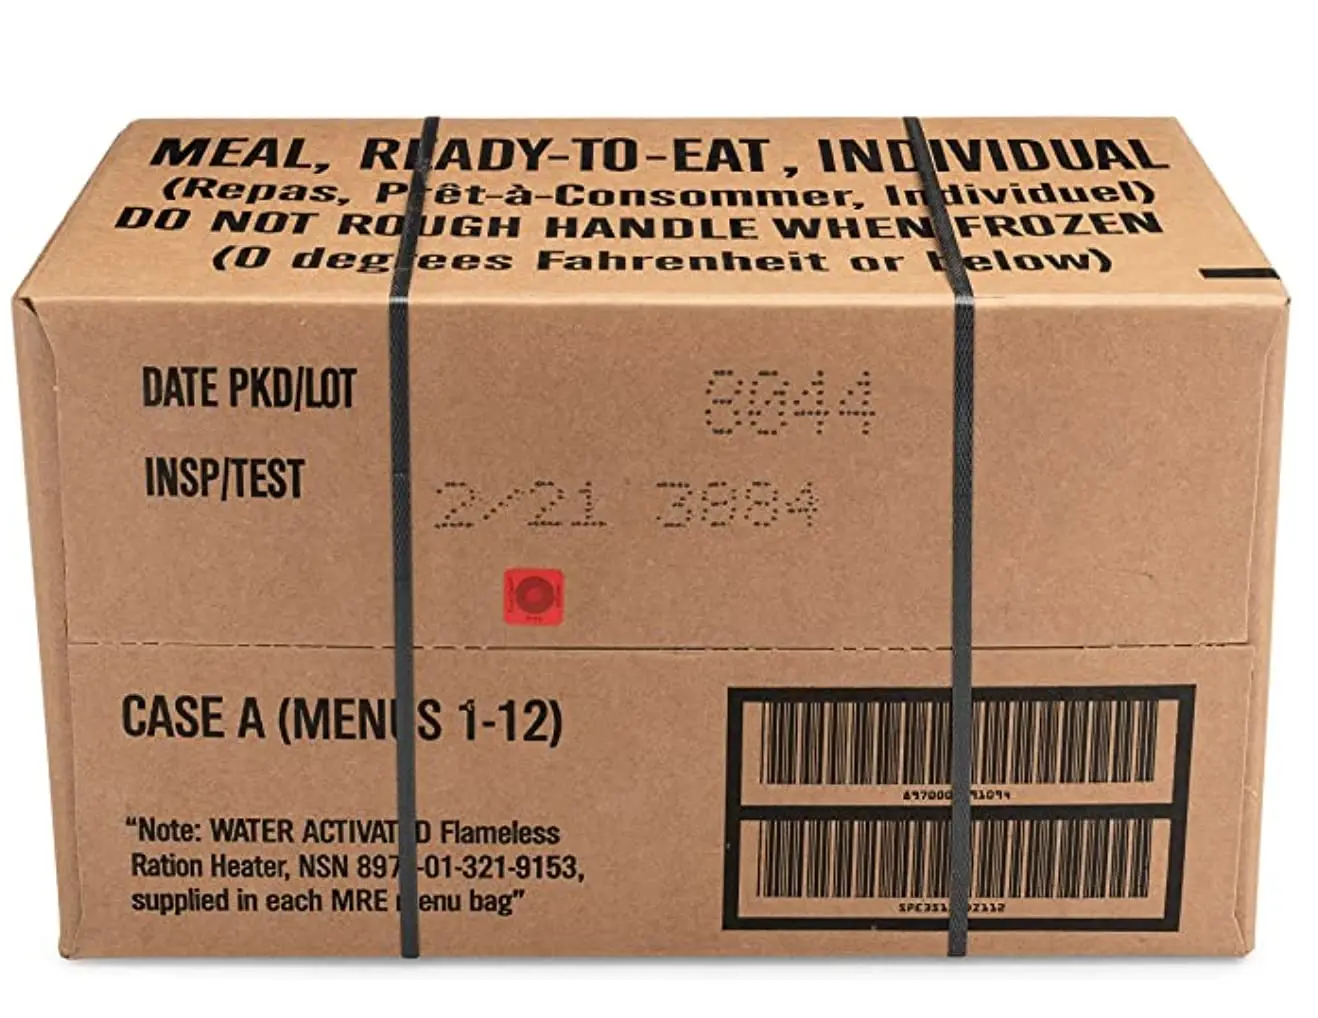 MEAL, READY-TO-EAT, INDIVIDUAL
(Repas, Prêt-à-Consommer, Individuel)
DO NOT ROUGH HANDLE WHEN FROZEN
(0 degrees Fahrenheit or below)
DATE PKD/LOT 8044
INSP/TEST 2/21 3884
CASE A (MENUS 1-12)
“Note: WATER ACTIVATED Flameless
Ration Heater, NSN 8970-01-321-9153,
supplied in each MRE menu bag”